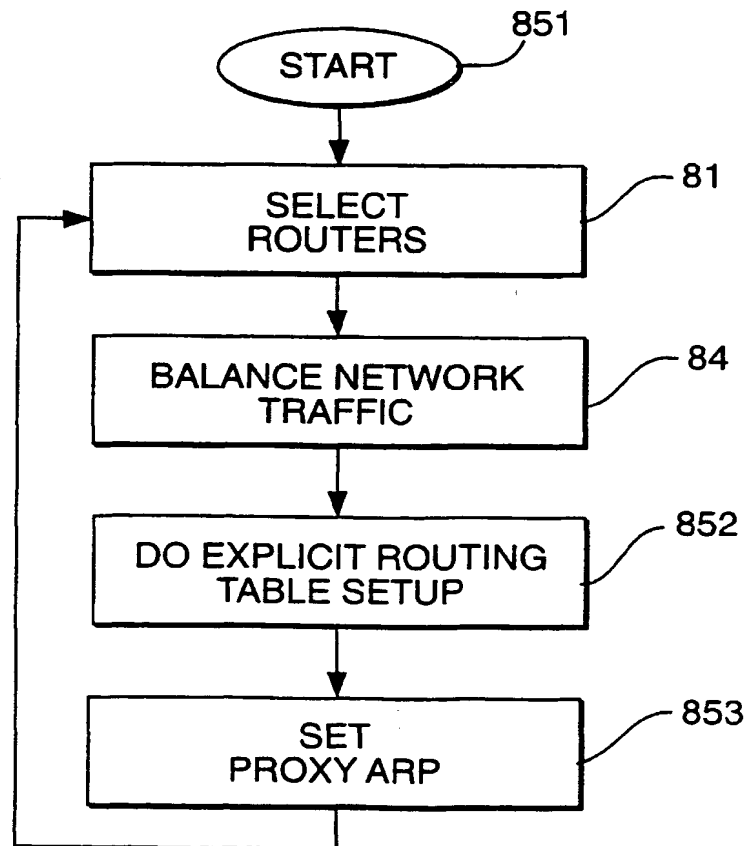 851
START
81
SELECT
ROUTERS
84
BALANCE NETWORK
TRAFFIC
852
DO EXPLICIT ROUTING
TABLE SETUP
853
SET
PROXY ARP